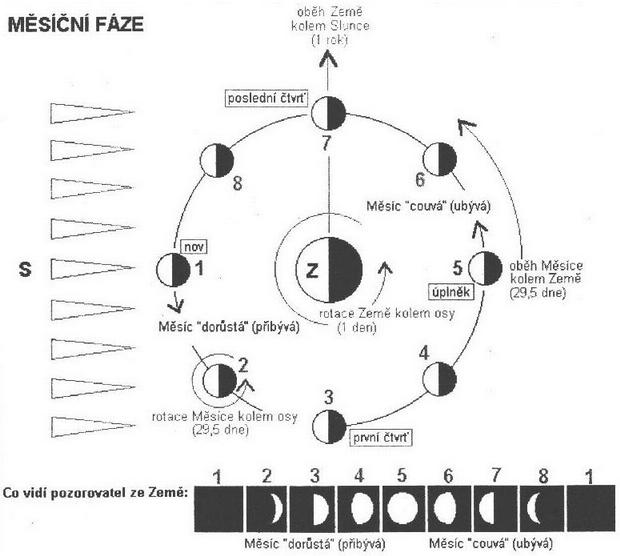 MĚSÍČNÍ FÁZE
oběh Země
kolem Slunce
(1 rok)
poslední čtvrť
7
8
6
Měsíc "couvá" (ubývá)
nov
S
1
Z
5
úplněk
oběh Měsíce
kolem Země
(29,5 dne)
rotace Země kolem osy
(1 den)
Měsíc "dorůstá" (přibývá)
2
4
rotace Měsíce kolem osy
(29,5 dne)
3
první čtvrť
1 2 3 4 5 6 7 8 1
Co vidí pozorovatel ze Země:
Měsíc "dorůstá" (přibývá) Měsíc "couvá" (ubývá)